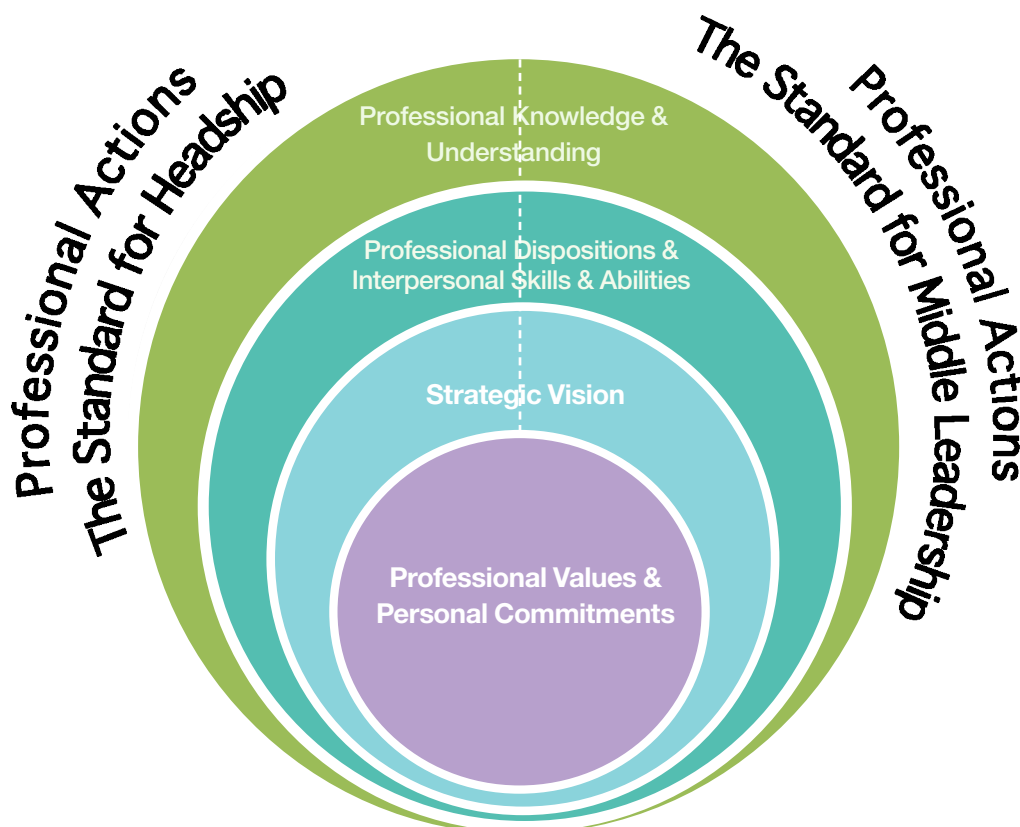 Professional Actions
The Standard for Headship
The Standard for Middle Leadership
Professional Actions
Professional Knowledge &
Understanding
Professional Dispositions &
Interpersonal Skills & Abilities
Strategic Vision
Professional Values &
Personal Commitments